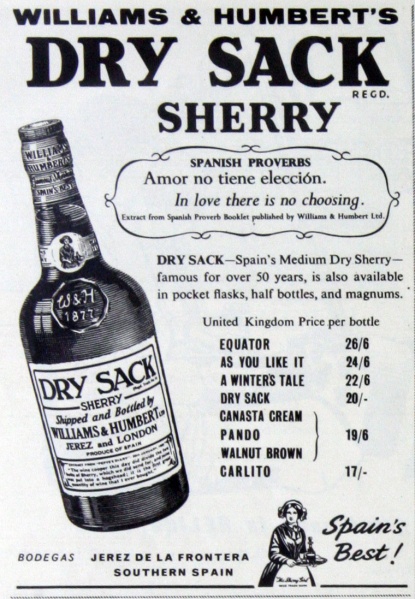 WILLIAMS & HUMBERT'S
DRY SACK
REGD.
SHERRY
SPANISH PROVERBS
Amor no tiene elección.
In love there is no choosing.
Extract from Spanish Proverb Booklet published by Williams & Humbert Ltd.
DRY SACK—Spain's Medium Dry Sherry—
famous for over 50 years, is also available
in pocket flasks, half bottles, and magnums.
United Kingdom Price per bottle
EQUATOR 26/6
AS YOU LIKE IT 24/6
A WINTER'S TALE 22/6
DRY SACK 20/-
CANASTA CREAM
PANDO 19/6
WALNUT BROWN
CARLITO 17/-
WILLIAMS
& HUMBERT'S
W&H
1877
DRY SACK
SHERRY
Shipped and Bottled by
WILLIAMS & HUMBERT LTD
JEREZ and LONDON
PRODUCE OF SPAIN
Spain's
Best!
BODEGAS JEREZ DE LA FRONTERA
SOUTHERN SPAIN